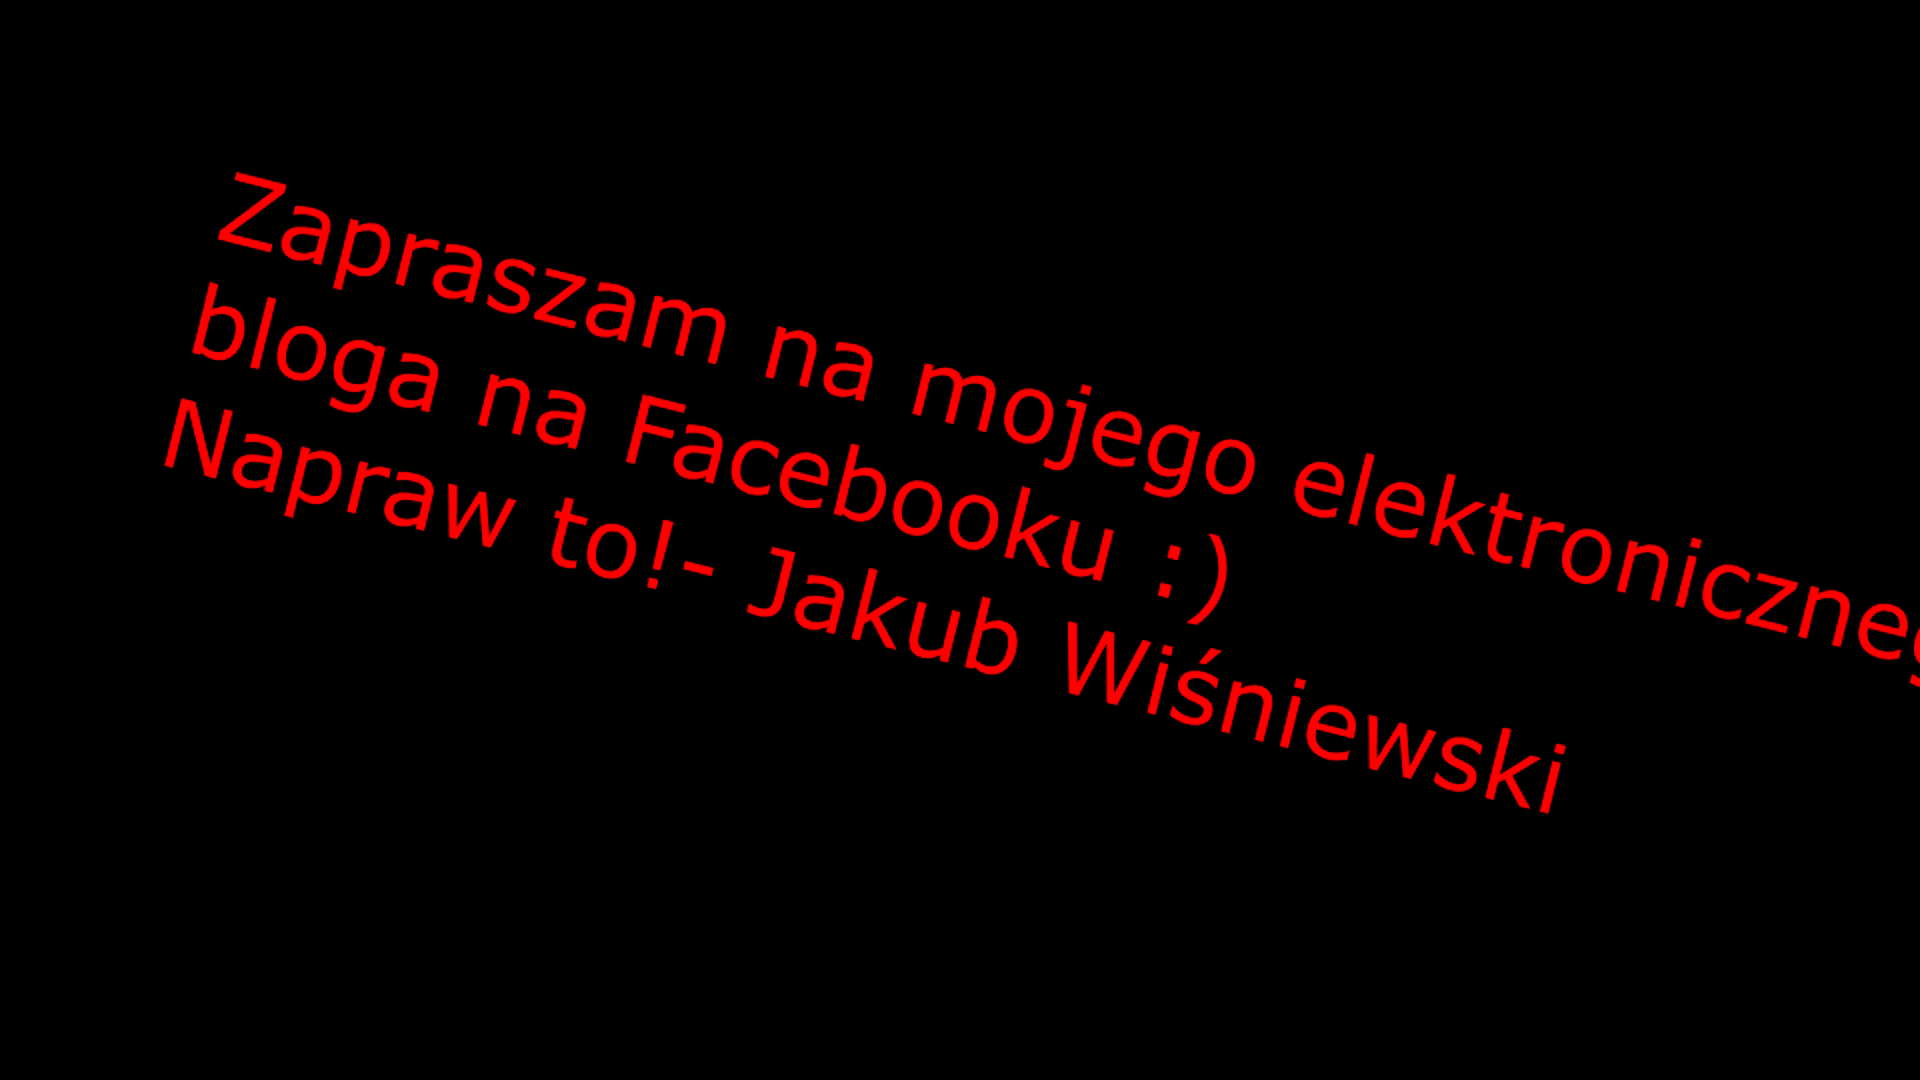 Zapraszam na mojego
bloga na Facebooku :)
Napraw to!- Jakub Wiśniewski